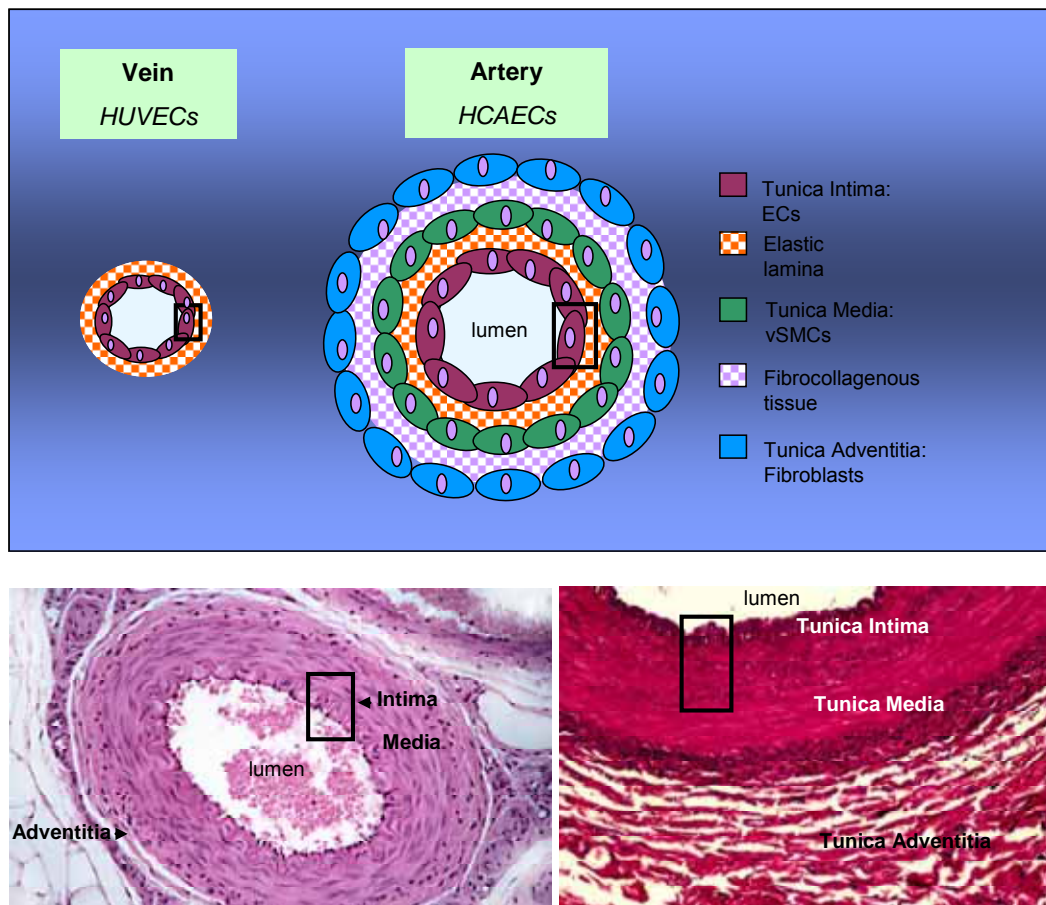 Vein
HUVECs
Artery
HCAECs
lumen
Tunica Intima:
ECs
Elastic
lamina
Tunica Media:
vSMCs
Fibrocollagenous
tissue
Tunica Adventitia:
Fibroblasts
Intima
Media
lumen
Adventitia
lumen
Tunica Intima
Tunica Media
Tunica Adventitia